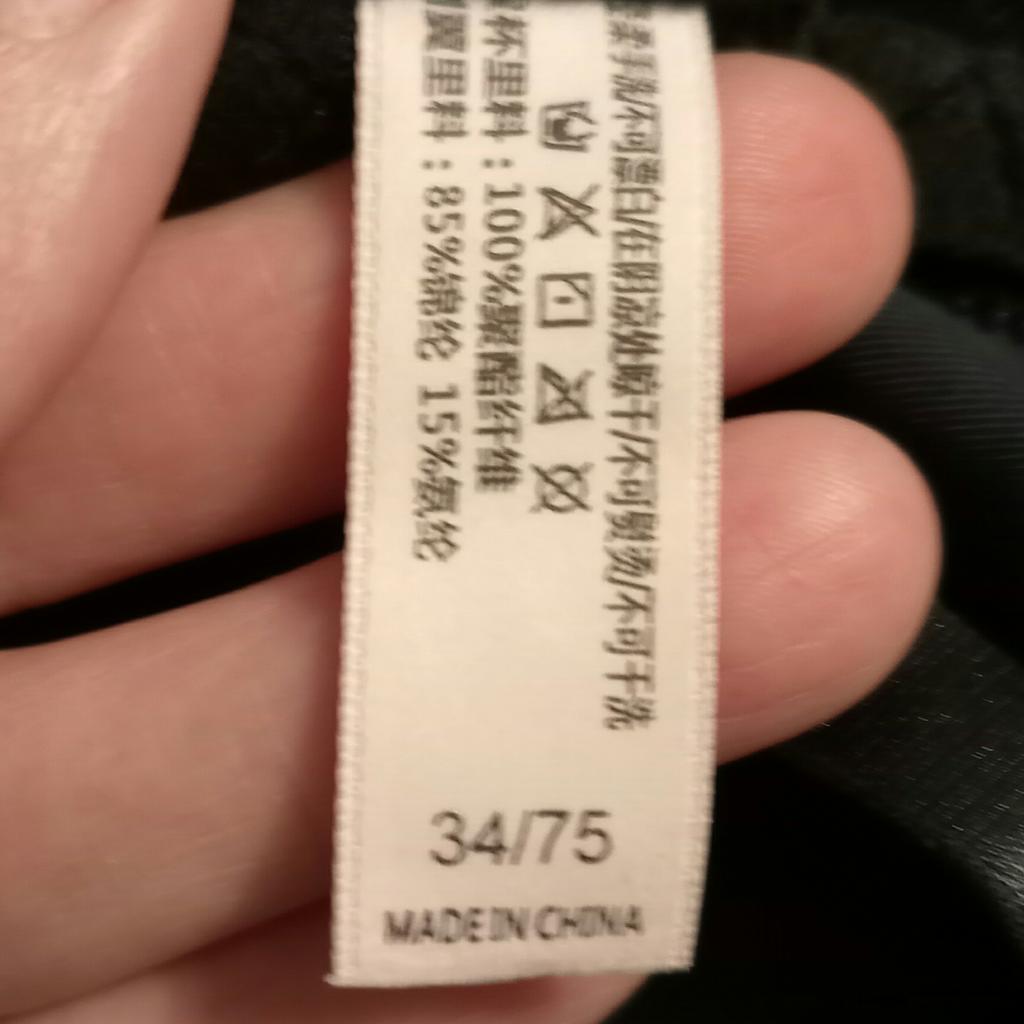 柔手洗/不可漂白/在阴凉处晾干/不可熨烫/不可干洗
杯里料：100%聚酯纤维
翼里料：85%锦纶 15%氨纶
34/75
MADE IN CHINA